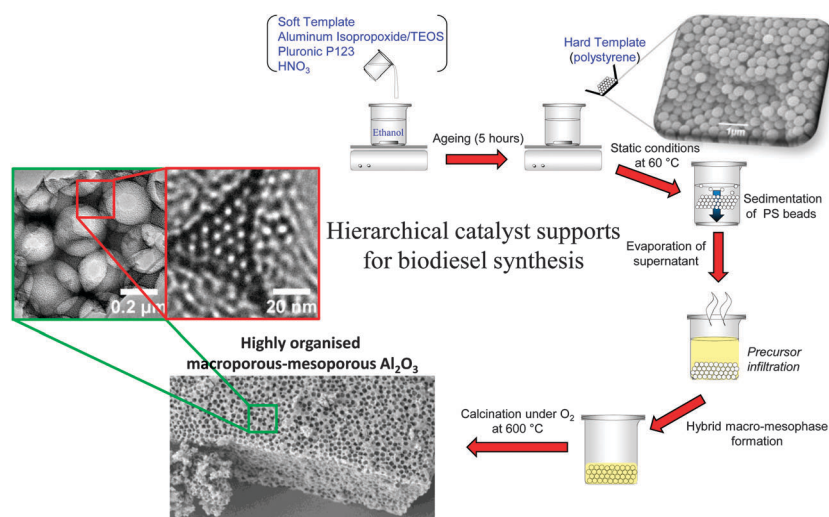 Soft Template
Aluminum Isopropoxide/TEOS
Pluronic P123
HNO₃
Hard Template
(polystyrene)
1μm
Ethanol
Ageing (5 hours)
Static conditions
at 60 °C
Sedimentation
of PS beads
Evaporation of
supernatant
0.2 μm
20 nm
Hierarchical catalyst supports
for biodiesel synthesis
Precursor
infiltration
Highly organised
macroporous-mesoporous Al₂O₃
Calcination under O₂
at 600 °C
Hybrid macro-mesophase
formation